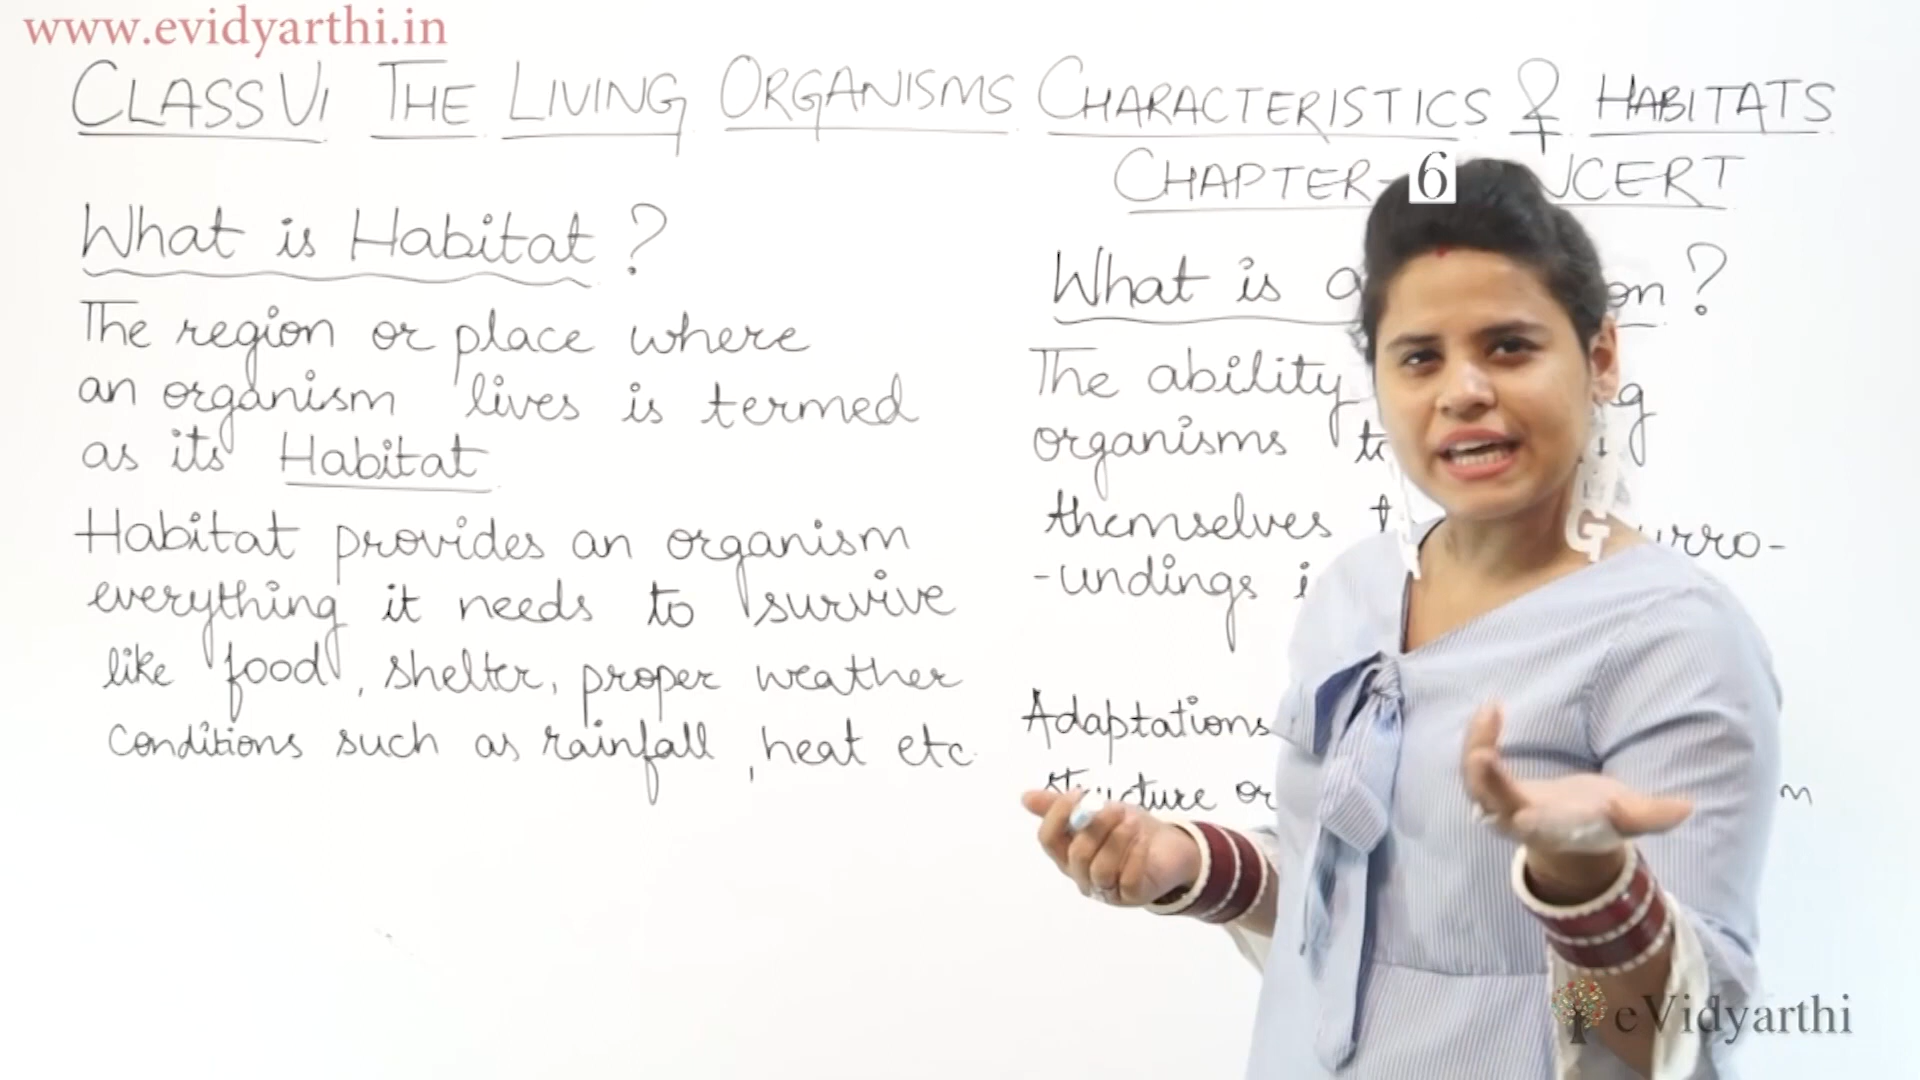 www.evidyarthi.in
CLASS VI THE LIVING ORGANISMS CHARACTERISTICS & HABITATS
CHAPTER-6 NCERT
What is Habitat?
The region or place where
an organism lives is termed
as its Habitat
Habitat provides an organism
everything it needs to survive
like food, shelter, proper weather
conditions such as rainfall, heat etc.
What is ?
The ability
organisms
themselves
-undings
Adaptations
structure or
eVidyarthi